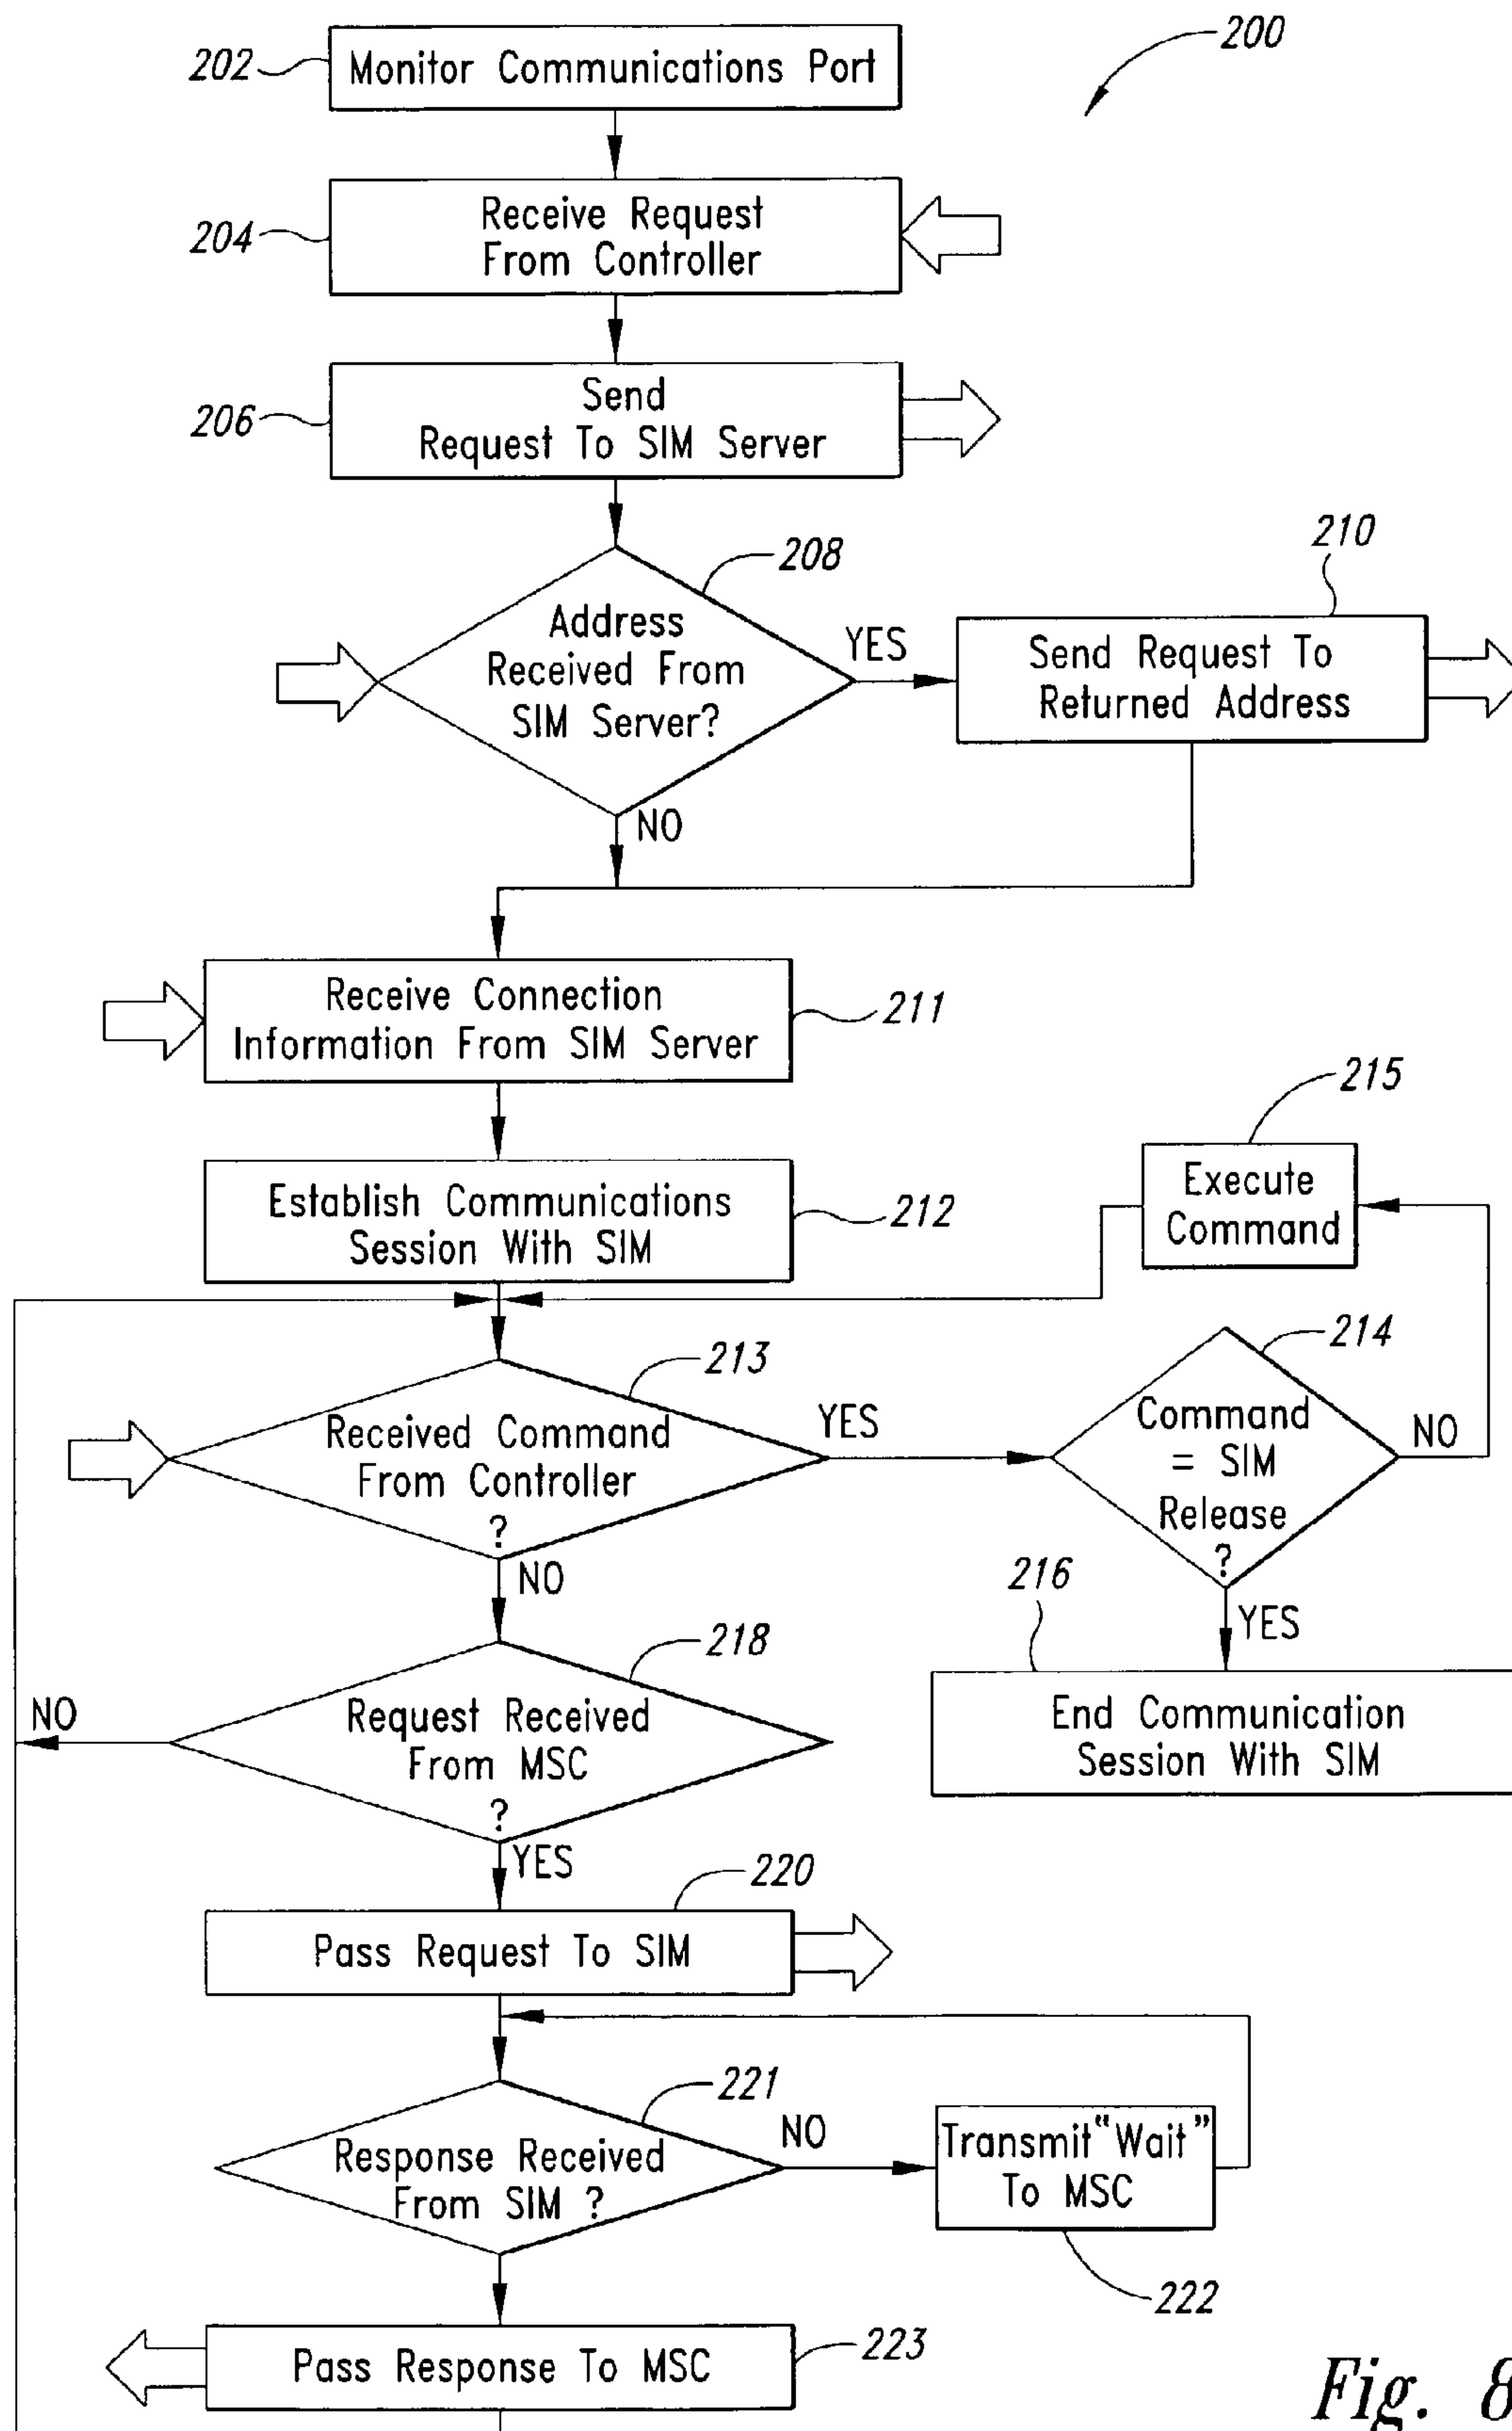 200
202
Monitor Communications Port
204
Receive Request
From Controller
206
Send
Request To SIM Server
208
Address
Received From
SIM Server?
YES
NO
210
Send Request To
Returned Address
Receive Connection
Information From SIM Server
211
Establish Communications
Session With SIM
212
215
Execute
Command
213
Received Command
From Controller
?
YES
NO
214
Command
= SIM
Release
?
NO
YES
216
End Communication
Session With SIM
218
Request Received
From MSC
?
NO
YES
220
Pass Request To SIM
221
Response Received
From SIM ?
NO
Transmit "Wait"
To MSC
222
Pass Response To MSC
223
Fig. 8